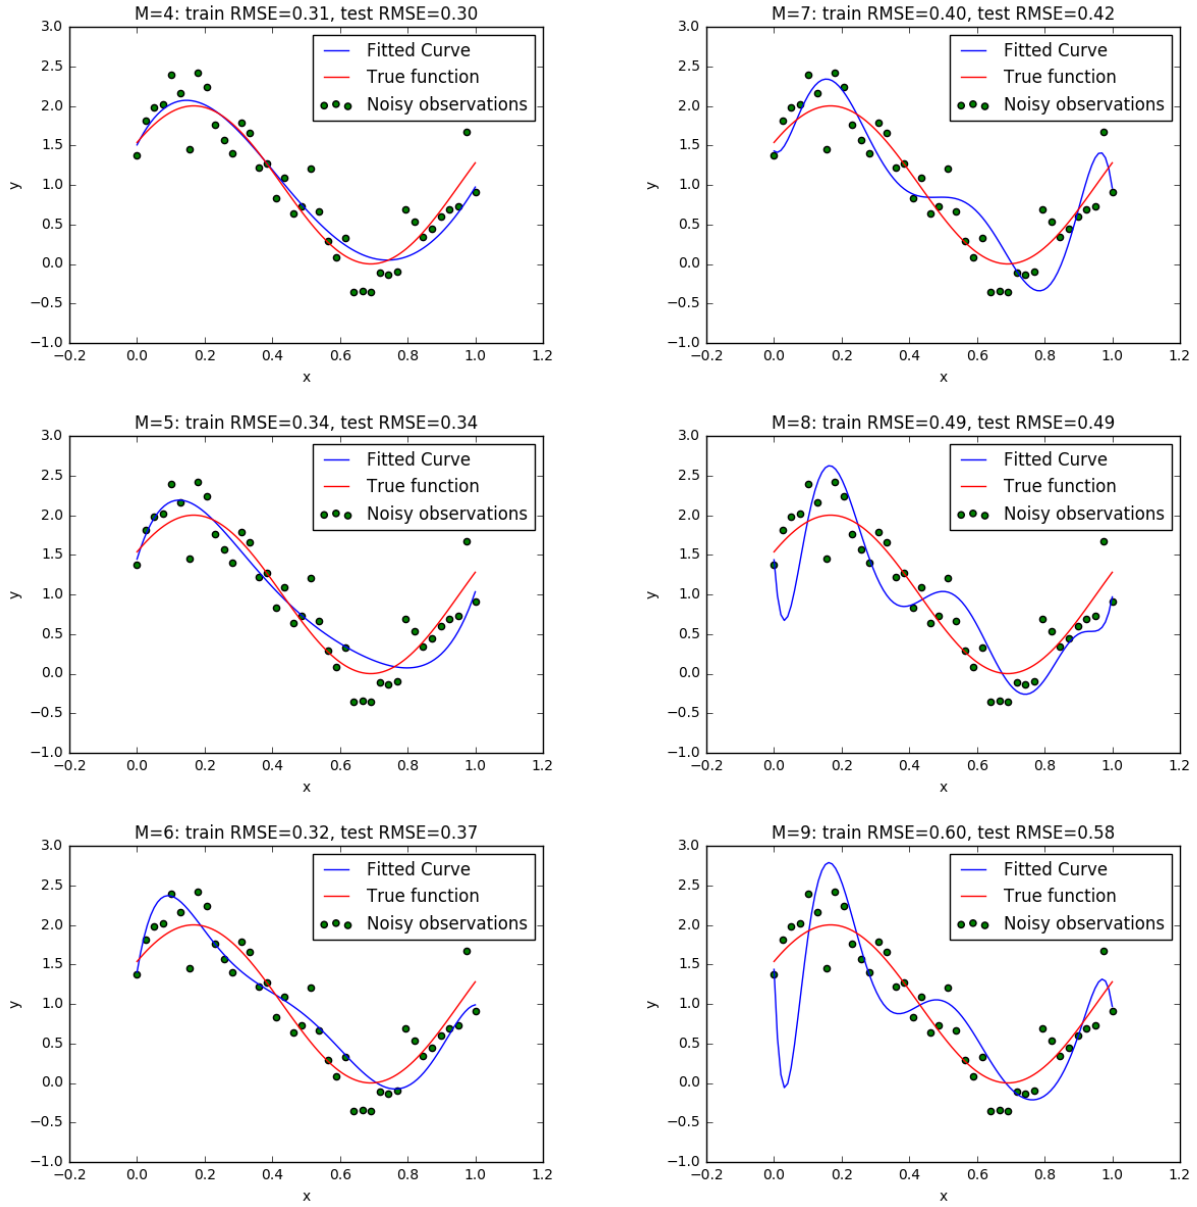 M=4: train RMSE=0.31, test RMSE=0.30
3.0
2.5
2.0
1.5
1.0
0.5
0.0
−0.5
−1.0
y
Fitted Curve
True function
Noisy observations
−0.2 0.0 0.2 0.4 0.6 0.8 1.0 1.2
x
M=7: train RMSE=0.40, test RMSE=0.42
3.0
2.5
2.0
1.5
1.0
0.5
0.0
−0.5
−1.0
y
Fitted Curve
True function
Noisy observations
−0.2 0.0 0.2 0.4 0.6 0.8 1.0 1.2
x
M=5: train RMSE=0.34, test RMSE=0.34
3.0
2.5
2.0
1.5
1.0
0.5
0.0
−0.5
−1.0
y
Fitted Curve
True function
Noisy observations
−0.2 0.0 0.2 0.4 0.6 0.8 1.0 1.2
x
M=8: train RMSE=0.49, test RMSE=0.49
3.0
2.5
2.0
1.5
1.0
0.5
0.0
−0.5
−1.0
y
Fitted Curve
True function
Noisy observations
−0.2 0.0 0.2 0.4 0.6 0.8 1.0 1.2
x
M=6: train RMSE=0.32, test RMSE=0.37
3.0
2.5
2.0
1.5
1.0
0.5
0.0
−0.5
−1.0
y
Fitted Curve
True function
Noisy observations
−0.2 0.0 0.2 0.4 0.6 0.8 1.0 1.2
x
M=9: train RMSE=0.60, test RMSE=0.58
3.0
2.5
2.0
1.5
1.0
0.5
0.0
−0.5
−1.0
y
Fitted Curve
True function
Noisy observations
−0.2 0.0 0.2 0.4 0.6 0.8 1.0 1.2
x